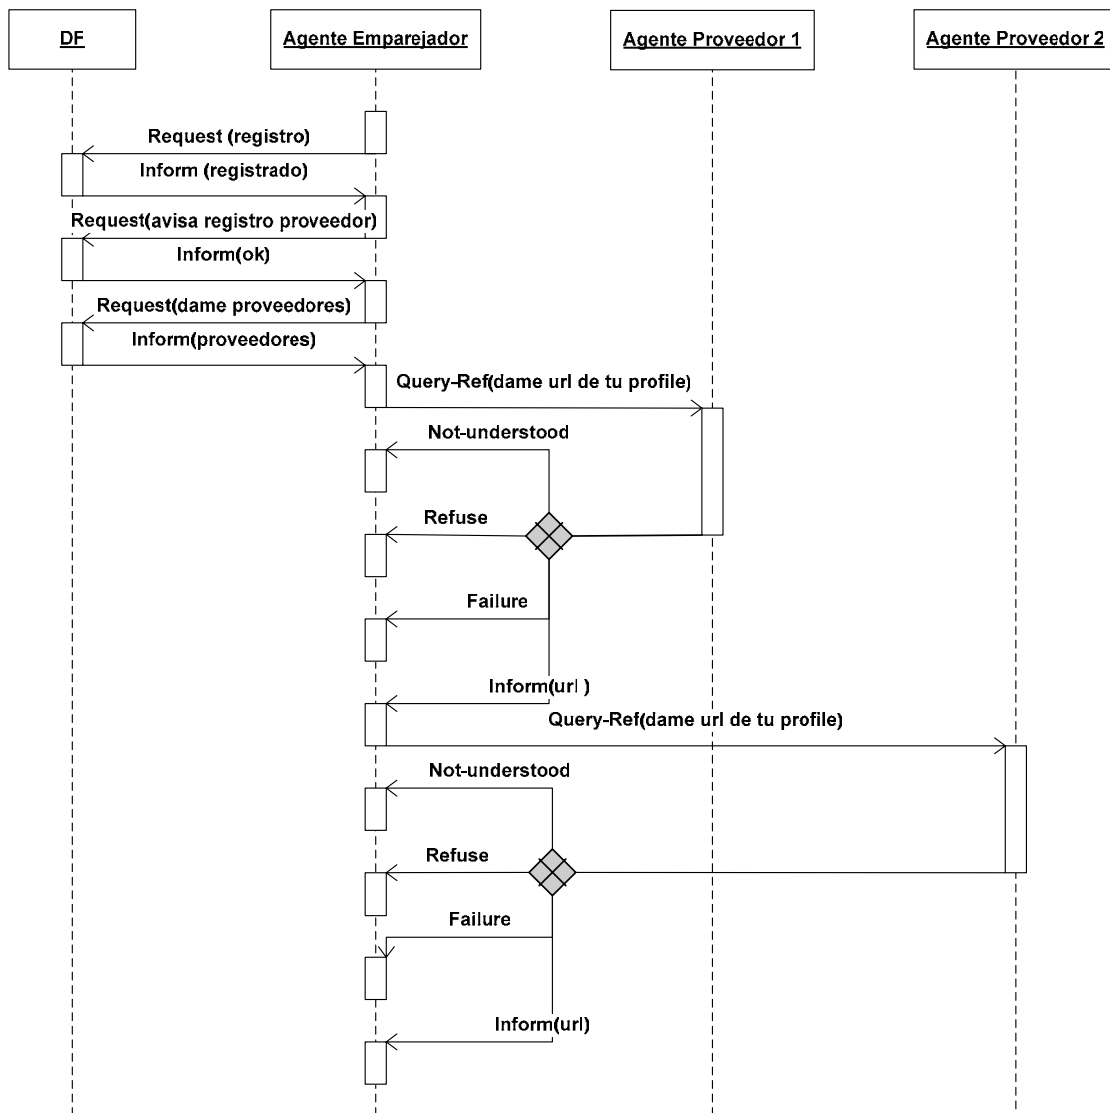 DF
Agente Emparejador
Agente Proveedor 1
Agente Proveedor 2
Request (registro)
Inform (registrado)
Request(avisa registro proveedor)
Inform(ok)
Request(dame proveedores)
Inform(proveedores)
Query-Ref(dame url de tu profile)
Not-understood
Refuse
Failure
Inform(url )
Query-Ref(dame url de tu profile)
Not-understood
Refuse
Failure
Inform(url)